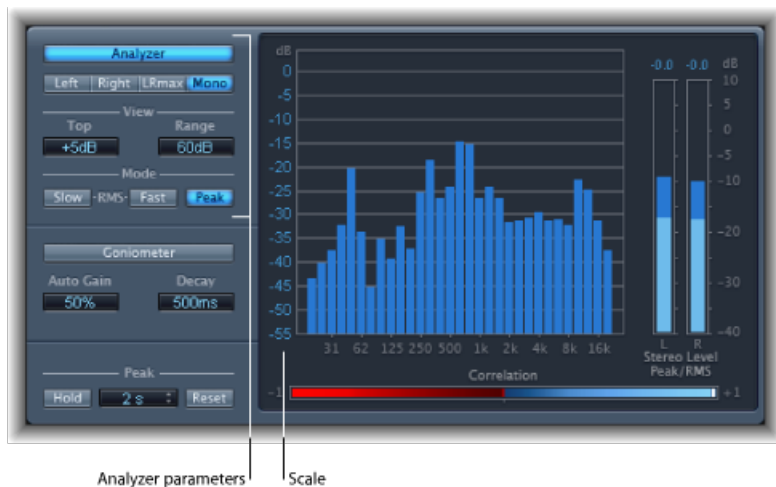 Analyzer
Left Right LRmax Mono
View
Top Range
+5dB 60dB
Mode
Slow -RMS- Fast Peak
Goniometer
Auto Gain Decay
50% 500ms
Peak
Hold 2 s Reset
dB
0
-5
-10
-15
-20
-25
-30
-35
-40
-45
-50
-55
31 62 125 250 500 1k 2k 4k 8k 16k
Correlation
-1 +1
-0.0 -0.0 dB
10
5
0
-5
-10
-20
-30
-40
L R
Stereo Level
Peak/RMS
Analyzer parameters
Scale